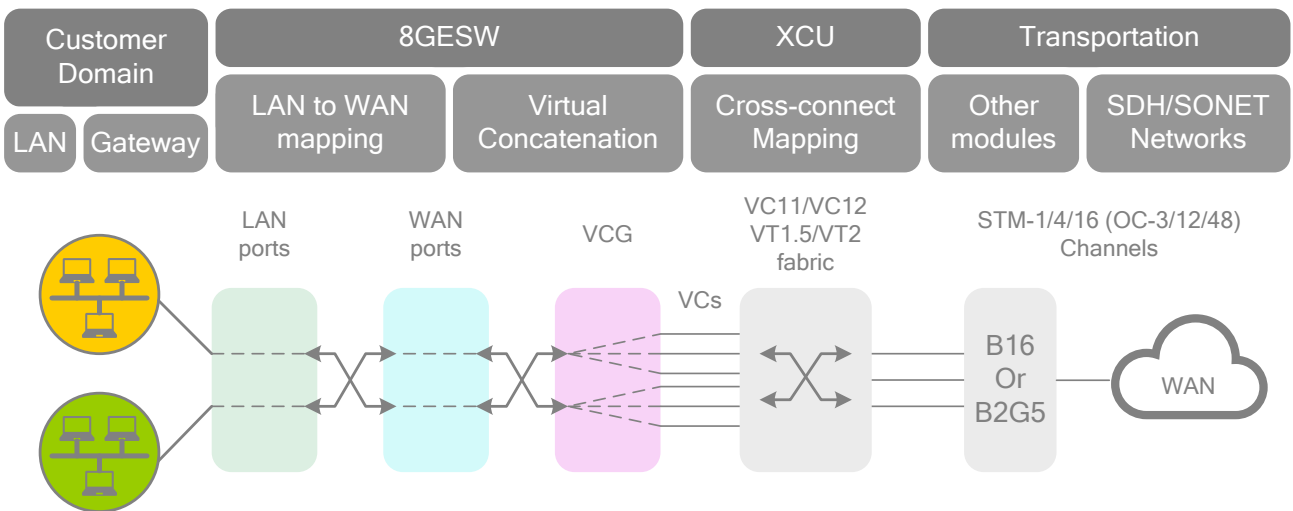 Customer
Domain
8GESW
XCU
Transportation
LAN
Gateway
LAN to WAN
mapping
Virtual
Concatenation
Cross-connect
Mapping
Other
modules
SDH/SONET
Networks
LAN
ports
WAN
ports
VCG
VC11/VC12
VT1.5/VT2
fabric
STM-1/4/16 (OC-3/12/48)
Channels
VCs
B16
Or
B2G5
WAN